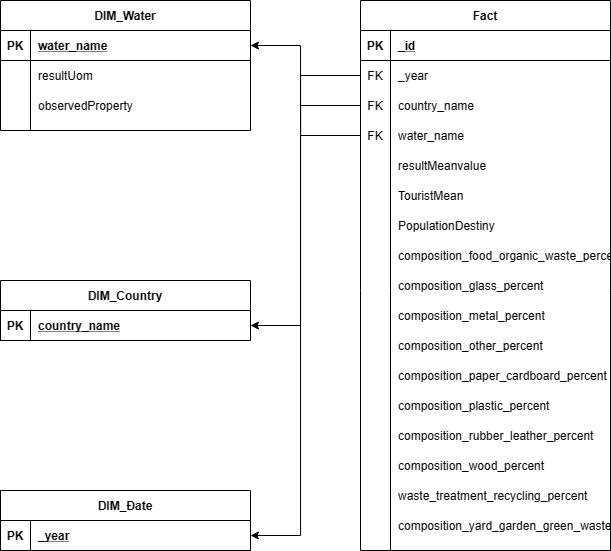 DIM_Water
PK water_name
resultUom
observedProperty
DIM_Country
PK country_name
DIM_Đate
PK _year
Fact
PK _id
FK _year
FK country_name
FK water_name
resultMeanvalue
TouristMean
PopulationDestiny
composition_food_organic_waste_perce
composition_glass_percent
composition_metal_percent
composition_other_percent
composition_paper_cardboard_percent
composition_plastic_percent
composition_rubber_leather_percent
composition_wood_percent
waste_treatment_recycling_percent
composition_yard_garden_green_waste